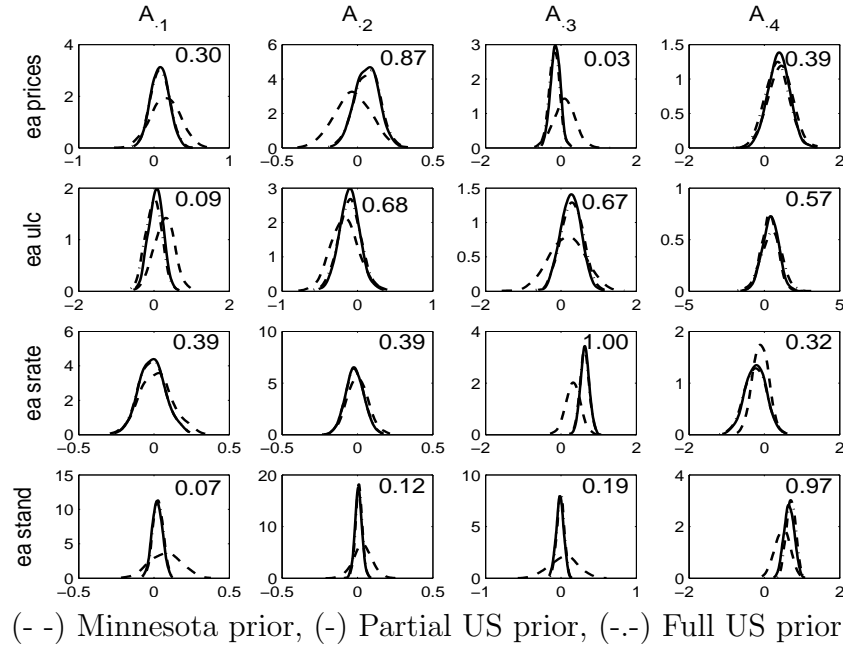 A.1 A.2 A.3 A.4
ea prices
4 3 2 1 0
0.30
−1 0 1
6 4 2 0
0.87
−0.5 0 0.5
3 2 1 0
0.03
−2 0 2
1.5 1 0.5 0
0.39
−2 0 2
ea ulc
2 1 0
0.09
−2 0 2
3 2 1 0
0.68
−1 0 1
1.5 1 0.5 0
0.67
−2 0 2
1 0.5 0
0.57
−5 0 5
ea srate
6 4 2 0
0.39
−0.5 0 0.5
10 5 0
0.39
−0.5 0 0.5
4 2 0
1.00
−2 0 2
2 1 0
0.32
−2 0 2
ea stand
15 10 5 0
0.07
−0.5 0 0.5
20 10 0
0.12
−0.5 0 0.5
10 5 0
0.19
−1 0 1
4 2 0
0.97
−2 0 2
(- -) Minnesota prior, (-) Partial US prior, (-.-) Full US prior